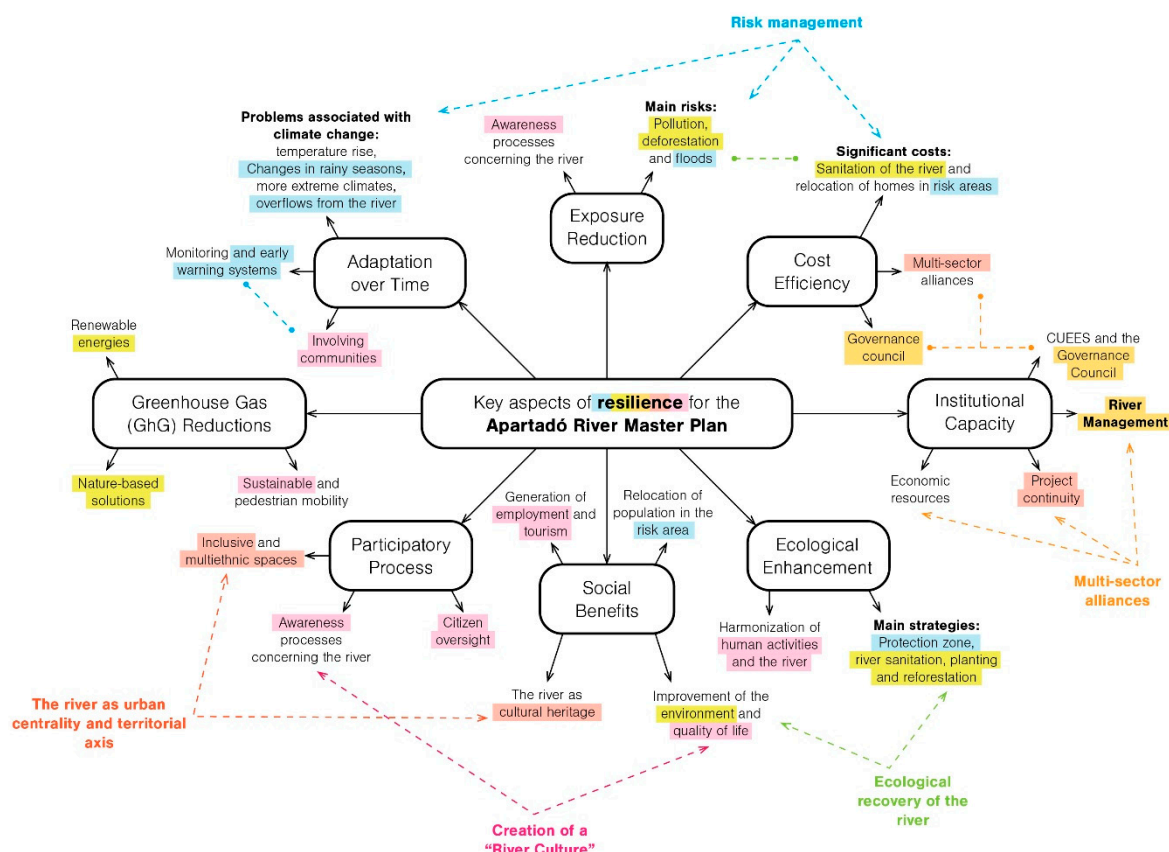 Risk management
Problems associated with
climate change:
temperature rise,
Changes in rainy seasons,
more extreme climates,
overflows from the river
Awareness
processes
concerning the river
Main risks:
Pollution,
deforestation
and floods
Significant costs:
Sanitation of the river and
relocation of homes in risk areas
Exposure
Reduction
Monitoring and early
warning systems
Adaptation
over Time
Cost
Efficiency
Multi-sector
alliances
Involving
communities
Governance
council
CUEES and the
Governance
Council
Renewable
energies
Greenhouse Gas
(GhG) Reductions
Key aspects of resilience for the
Apartadó River Master Plan
Institutional
Capacity
River
Management
Nature-based
solutions
Sustainable and
pedestrian mobility
Economic
resources
Project
continuity
Generation of
employment and
tourism
Relocation of
population in the
risk area
Inclusive and
multiethnic spaces
Participatory
Process
Social
Benefits
Ecological
Enhancement
Multi-sector
alliances
Awareness
processes
concerning the river
Citizen
oversight
Harmonization of
human activities
and the river
Main strategies:
Protection zone,
river sanitation, planting
and reforestation
The river as urban
centrality and territorial
axis
The river as
cultural heritage
Improvement of the
environment and
quality of life
Ecological
recovery of the
river
Creation of a
"River Culture"